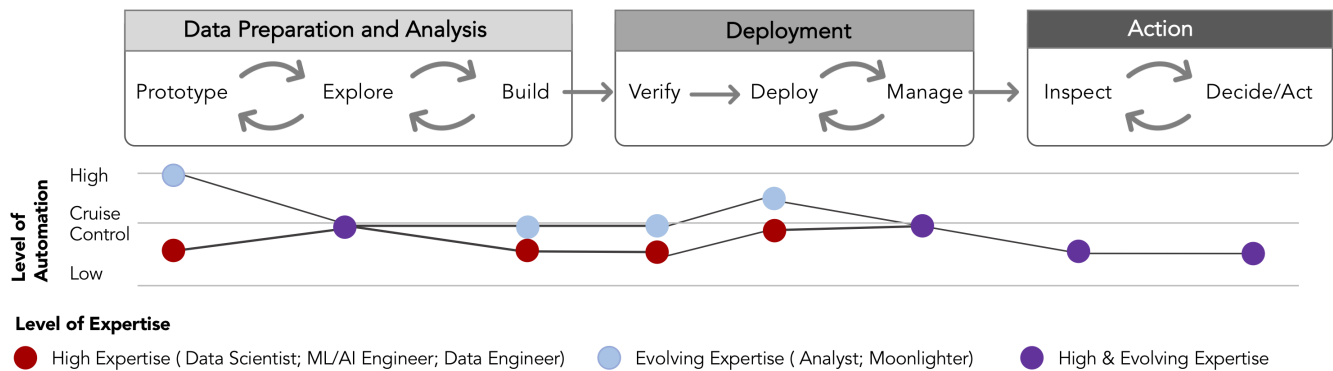 Data Preparation and Analysis
Deployment
Action
Prototype
Explore
Build
Verify
Deploy
Manage
Inspect
Decide/Act
Level of
Automation
High
Cruise
Control
Low
Level of Expertise
High Expertise ( Data Scientist; ML/AI Engineer; Data Engineer)
Evolving Expertise ( Analyst; Moonlighter)
High & Evolving Expertise